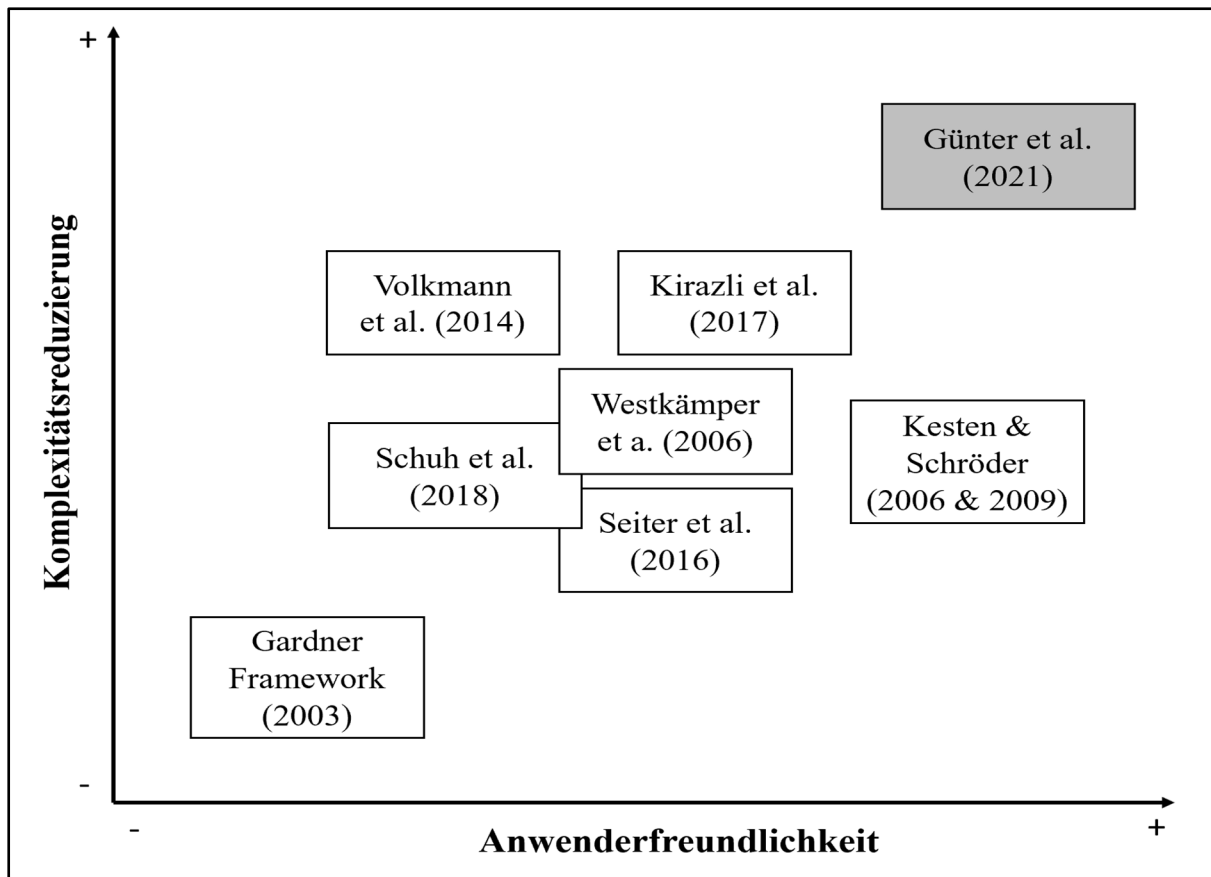 +
Günter et al.
(2021)
Volkmann
et al. (2014)
Kirazli et al.
(2017)
Westkämper
et a. (2006)
Kesten &
Schröder
(2006 & 2009)
Schuh et al.
(2018)
Seiter et al.
(2016)
Gardner
Framework
(2003)
Komplexitätsreduzierung
-
-
Anwenderfreundlichkeit
+